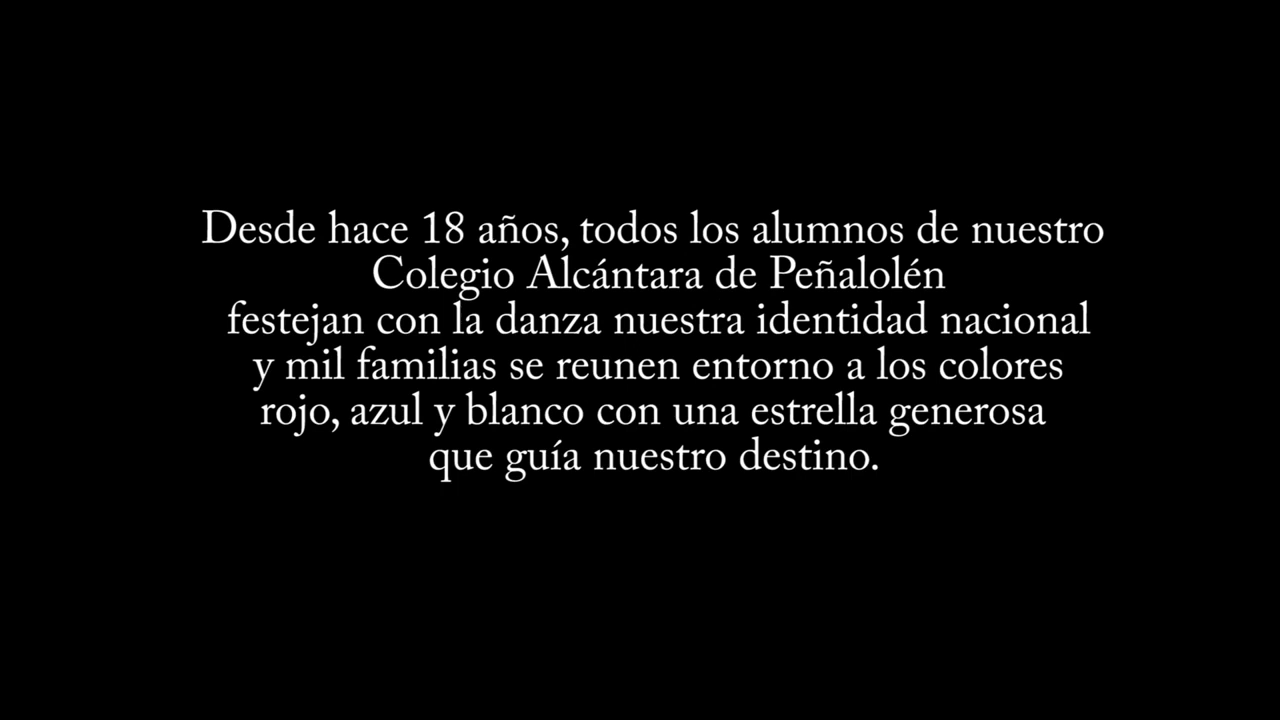 Desde hace 18 años, todos los alumnos de nuestro
Colegio Alcántara de Peñalolén
festejan con la danza nuestra identidad nacional
y mil familias se reunen entorno a los colores
rojo, azul y blanco con una estrella generosa
que guía nuestro destino.